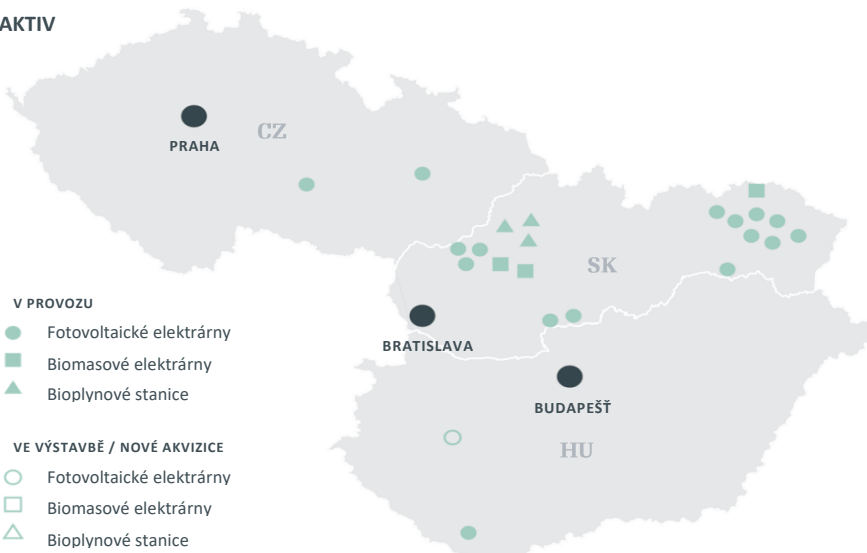 AKTIV
CZ
PRAHA
SK
V PROVOZU
Fotovoltaické elektrárny
Biomasové elektrárny
Bioplynové stanice
BRATISLAVA
BUDAPEŠŤ
HU
VE VÝSTAVBĚ / NOVÉ AKVIZICE
Fotovoltaické elektrárny
Biomasové elektrárny
Bioplynové stanice